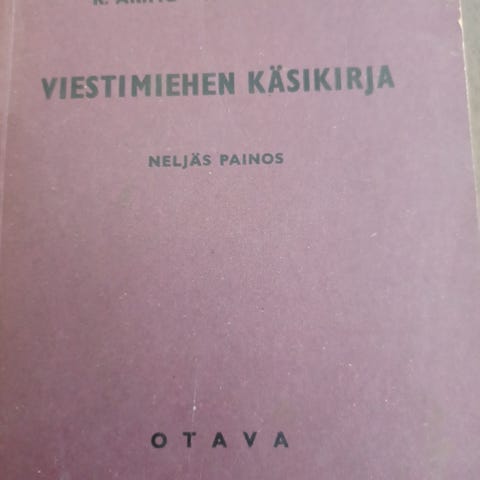 VIESTIMIEHEN KÄSIKIRJA
NELJÄS PAINOS
OTAVA